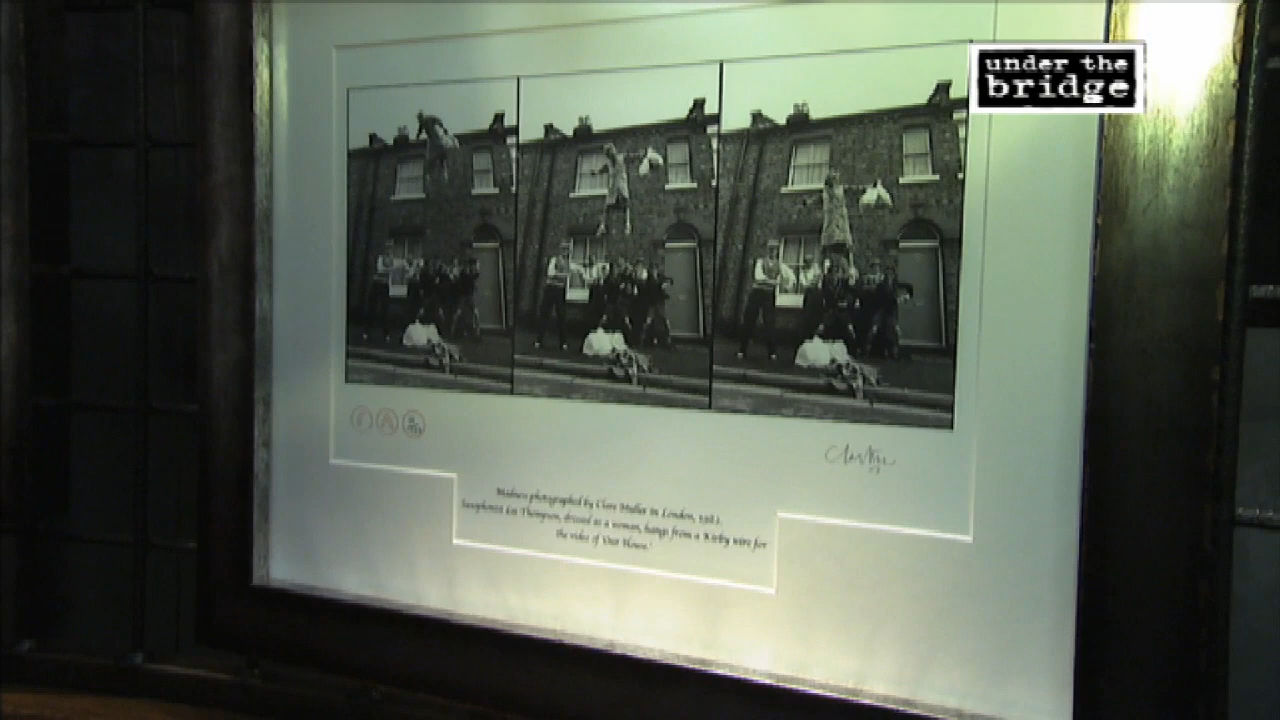 under the
bridge
Madness photographed by Clare Muller in London, 1982.
Saxophonist Lee Thompson, dressed as a woman, hangs from a Kirby wire for
the video of 'Our House.'